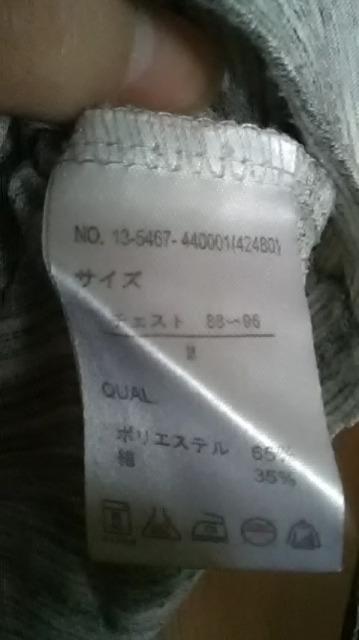 NO. 13-5467-440001(42480)
サイズ
チェスト 88〜96
M
QUAL
ポリエステル 65%
綿 35%